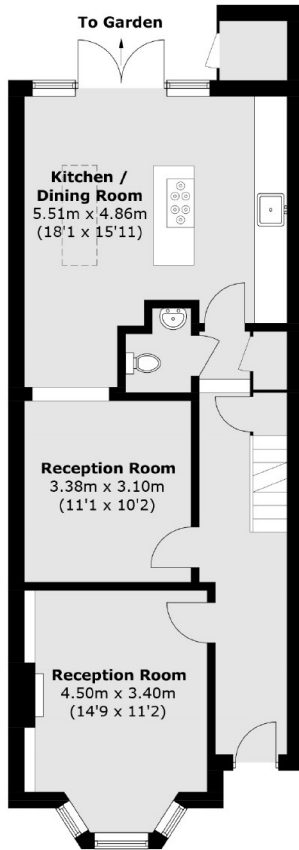 To Garden
Kitchen /
Dining Room
5.51m x 4.86m
(18'1 x 15'11)
Reception Room
3.38m x 3.10m
(11'1 x 10'2)
Reception Room
4.50m x 3.40m
(14'9 x 11'2)